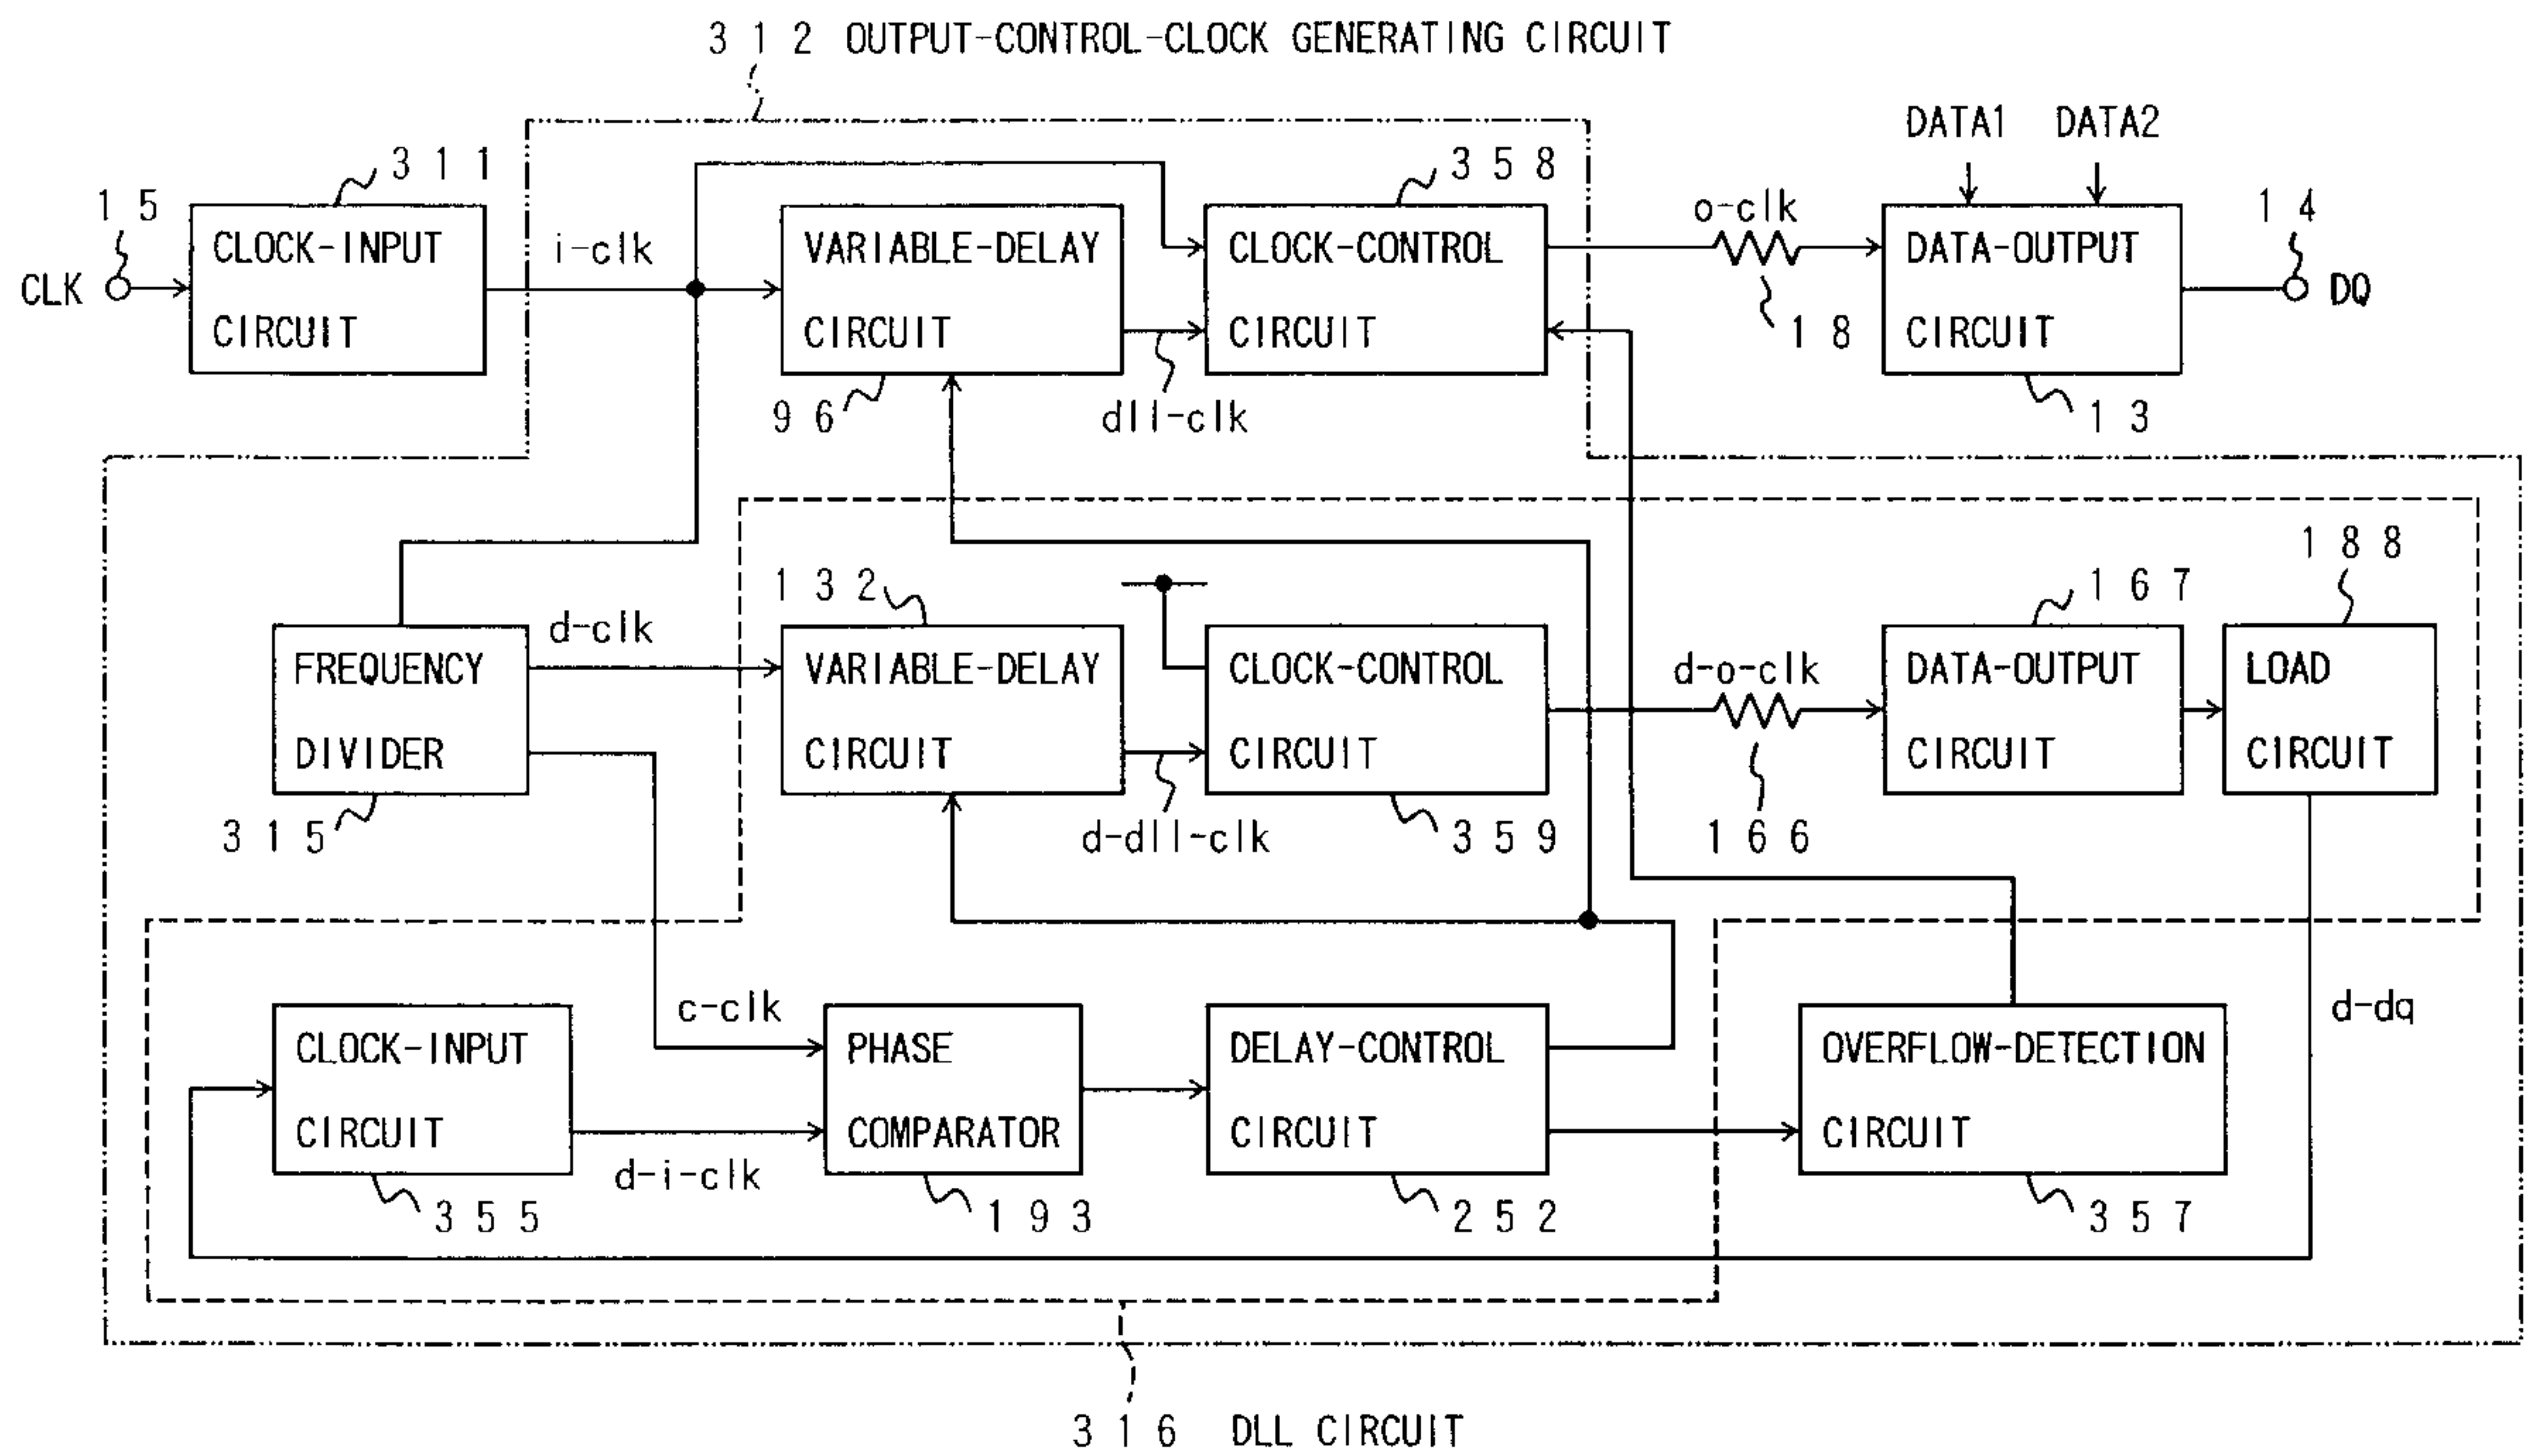 3 1 2 OUTPUT-CONTROL-CLOCK GENERATING CIRCUIT
DATA1 DATA2
3 1 1
3 5 8
1 5
1 4
CLK
CLOCK-INPUT
CIRCUIT
i-clk
VARIABLE-DELAY
CIRCUIT
CLOCK-CONTROL
CIRCUIT
o-clk
1 8
DATA-OUTPUT
CIRCUIT
DQ
9 6
dll-clk
1 3
1 8 8
1 3 2
1 6 7
d-clk
FREQUENCY
DIVIDER
VARIABLE-DELAY
CIRCUIT
CLOCK-CONTROL
CIRCUIT
d-o-clk
DATA-OUTPUT
CIRCUIT
LOAD
CIRCUIT
3 1 5
d-dll-clk
3 5 9
1 6 6
c-clk
d-dq
CLOCK-INPUT
CIRCUIT
PHASE
COMPARATOR
DELAY-CONTROL
CIRCUIT
OVERFLOW-DETECTION
CIRCUIT
d-i-clk
3 5 5
1 9 3
2 5 2
3 5 7
3 1 6 DLL CIRCUIT